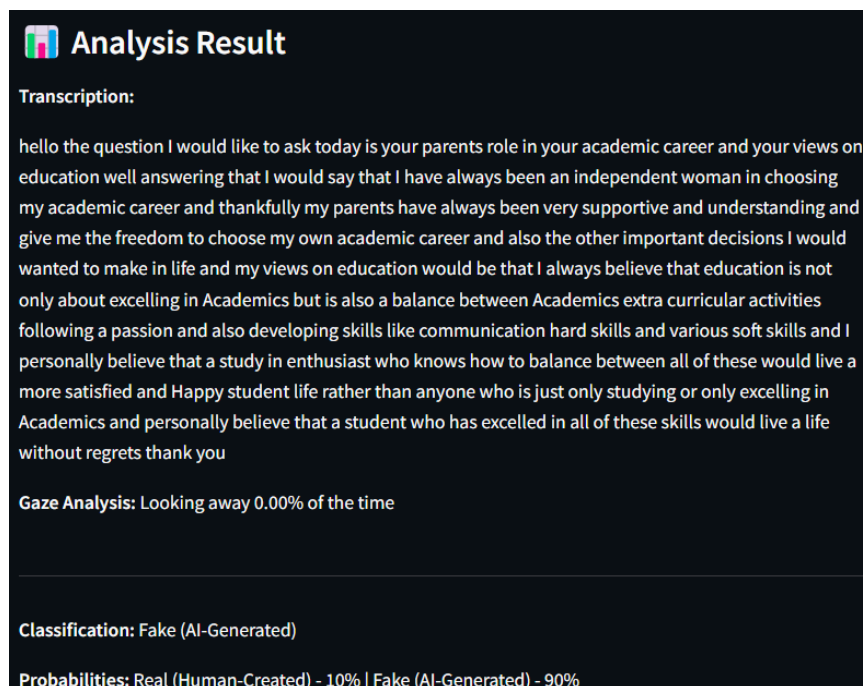 Analysis Result
Transcription:
hello the question I would like to ask today is your parents role in your academic career and your views on
education well answering that I would say that I have always been an independent woman in choosing
my academic career and thankfully my parents have always been very supportive and understanding and
give me the freedom to choose my own academic career and also the other important decisions I would
wanted to make in life and my views on education would be that I always believe that education is not
only about excelling in Academics but is also a balance between Academics extra curricular activities
following a passion and also developing skills like communication hard skills and various soft skills and I
personally believe that a study in enthusiast who knows how to balance between all of these would live a
more satisfied and Happy student life rather than anyone who is just only studying or only excelling in
Academics and personally believe that a student who has excelled in all of these skills would live a life
without regrets thank you
Gaze Analysis: Looking away 0.00% of the time
Classification: Fake (AI-Generated)
Probabilities: Real (Human-Created) - 10% | Fake (AI-Generated) - 90%